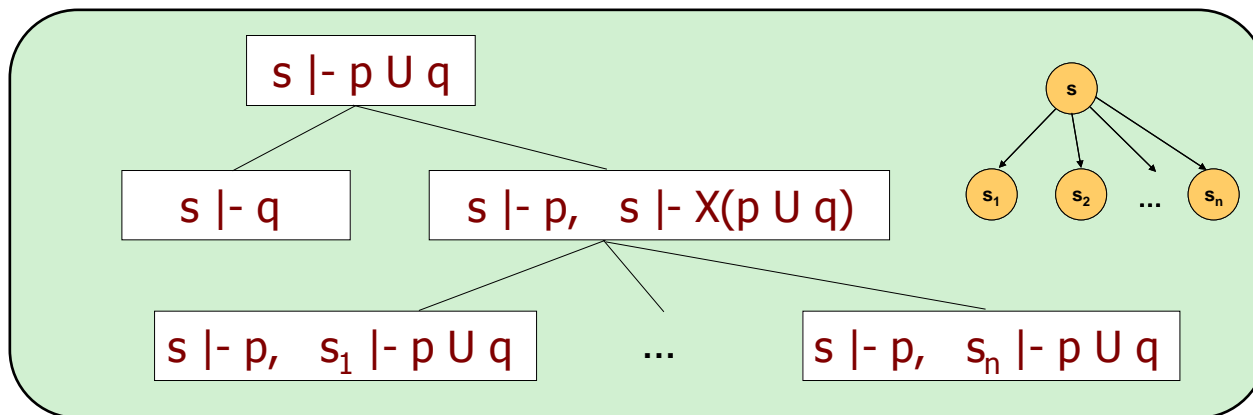 s |- p U q
s
s |- q
s |- p, s |- X(p U q)
s₁
s₂
...
sₙ
s |- p, s₁ |- p U q
...
s |- p, sₙ |- p U q